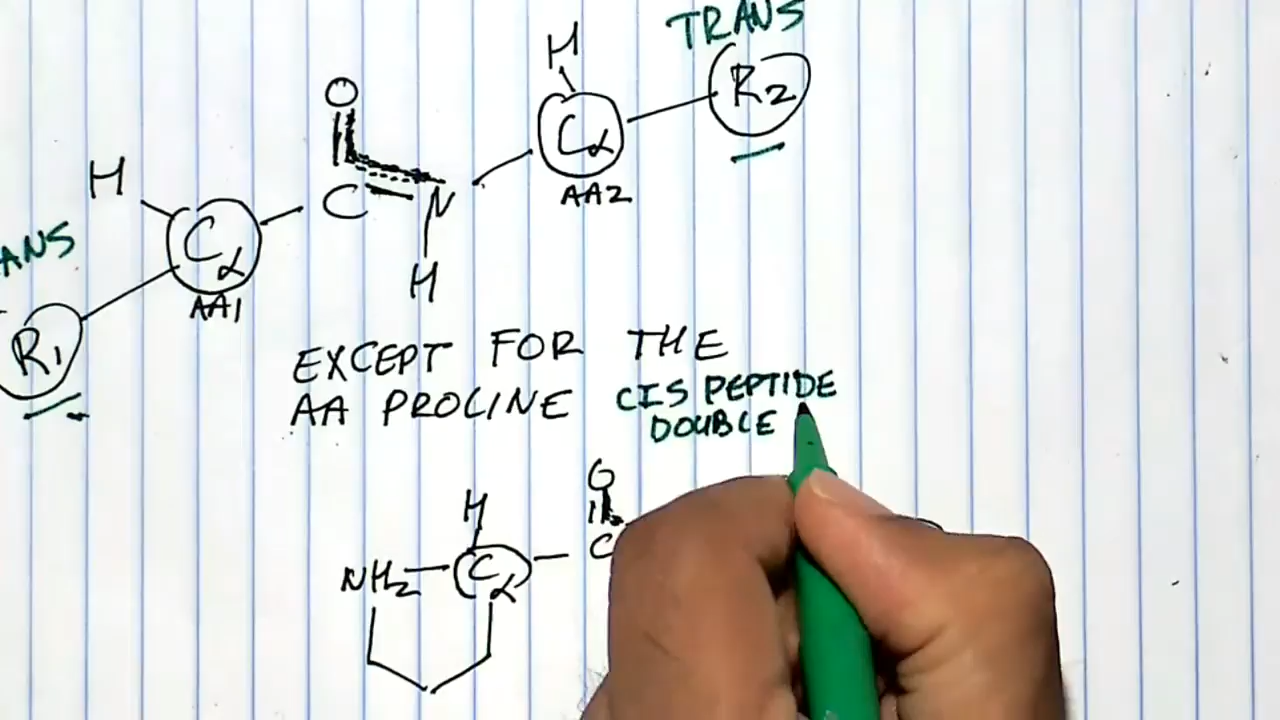 TRANS
H
R2
O
Cα
AA2
H
C
N
ANS
Cα
AA1
H
R1
EXCEPT FOR THE
AA PROLINE CIS PEPTIDE
DOUBLE
O
H
NH2
Cα
C